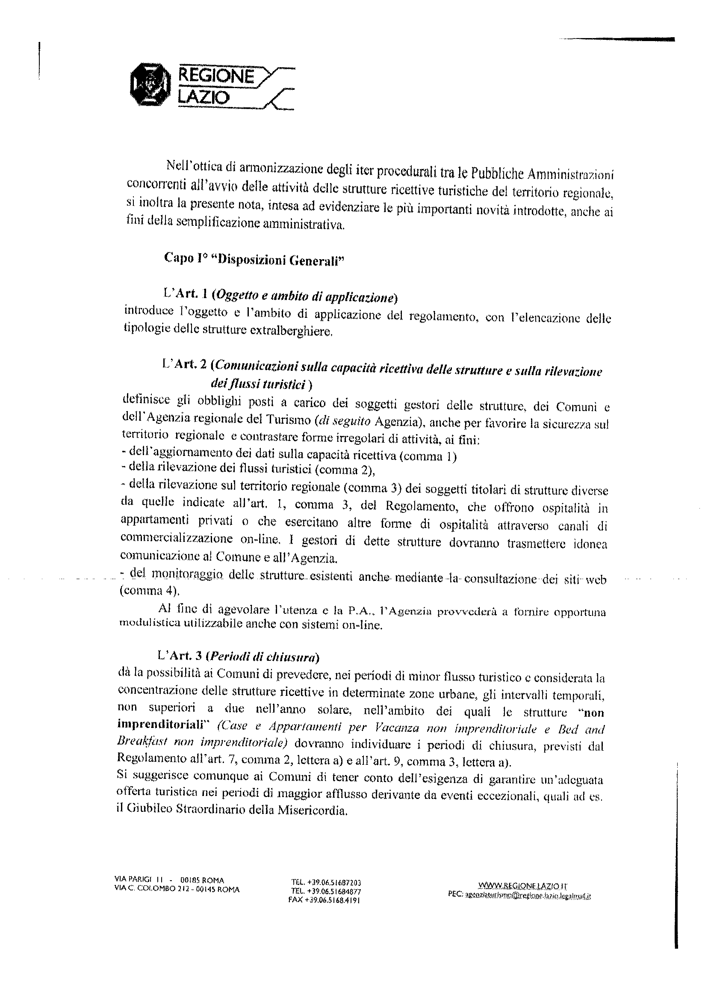 REGIONE
LAZIO
Nell'ottica di armonizzazione degli iter procedurali tra le Pubbliche Amministrazioni
concorrenti all'avvio delle attività delle strutture ricettive turistiche del territorio regionale,
si inoltra la presente nota, intesa ad evidenziare le più importanti novità introdotte, anche ai
fini della semplificazione amministrativa.
Capo I° “Disposizioni Generali”
L'Art. 1 (Oggetto e ambito di applicazione)
introduce l'oggetto e l'ambito di applicazione del regolamento, con l'elencazione delle
tipologie delle strutture extralberghiere.
L'Art. 2 (Comunicazioni sulla capacità ricettiva delle strutture e sulla rilevazione
dei flussi turistici )
definisce gli obblighi posti a carico dei soggetti gestori delle strutture, dei Comuni e
dell'Agenzia regionale del Turismo (di seguito Agenzia), anche per favorire la sicurezza sul
territorio regionale e contrastare forme irregolari di attività, ai fini:
- dell'aggiornamento dei dati sulla capacità ricettiva (comma 1)
- della rilevazione dei flussi turistici (comma 2),
- della rilevazione sul territorio regionale (comma 3) dei soggetti titolari di strutture diverse
da quelle indicate all'art. 1, comma 3, del Regolamento, che offrono ospitalità in
appartamenti privati o che esercitano altre forme di ospitalità attraverso canali di
commercializzazione on-line. I gestori di dette strutture dovranno trasmettere idonea
comunicazione al Comune e all'Agenzia.
- del monitoraggio delle strutture esistenti anche mediante la consultazione dei siti web
(comma 4).
Al fine di agevolare l'utenza e la P.A., l'Agenzia provvederà a fornire opportuna
modulistica utilizzabile anche con sistemi on-line.
L'Art. 3 (Periodi di chiusura)
dà la possibilità ai Comuni di prevedere, nei periodi di minor flusso turistico e considerata la
concentrazione delle strutture ricettive in determinate zone urbane, gli intervalli temporali,
non superiori a due nell'anno solare, nell'ambito dei quali le strutture “non
imprenditoriali” (Case e Appartamenti per Vacanza non imprenditoriale e Bed and
Breakfast non imprenditoriale) dovranno individuare i periodi di chiusura, previsti dal
Regolamento all'art. 7, comma 2, lettera a) e all'art. 9, comma 3, lettera a).
Si suggerisce comunque ai Comuni di tener conto dell'esigenza di garantire un'adeguata
offerta turistica nei periodi di maggior afflusso derivante da eventi eccezionali, quali ad es.
il Giubileo Straordinario della Misericordia.
VIA PARIGI 11 - 00185 ROMA
VIA C. COLOMBO 212 - 00145 ROMA
TEL. +39.06.51687203
TEL. +39.06.51684877
FAX +39.06.5168.4191
WWW.REGIONE.LAZIO.IT
PEC: agenziaturismo@regione.lazio.legalmail.it